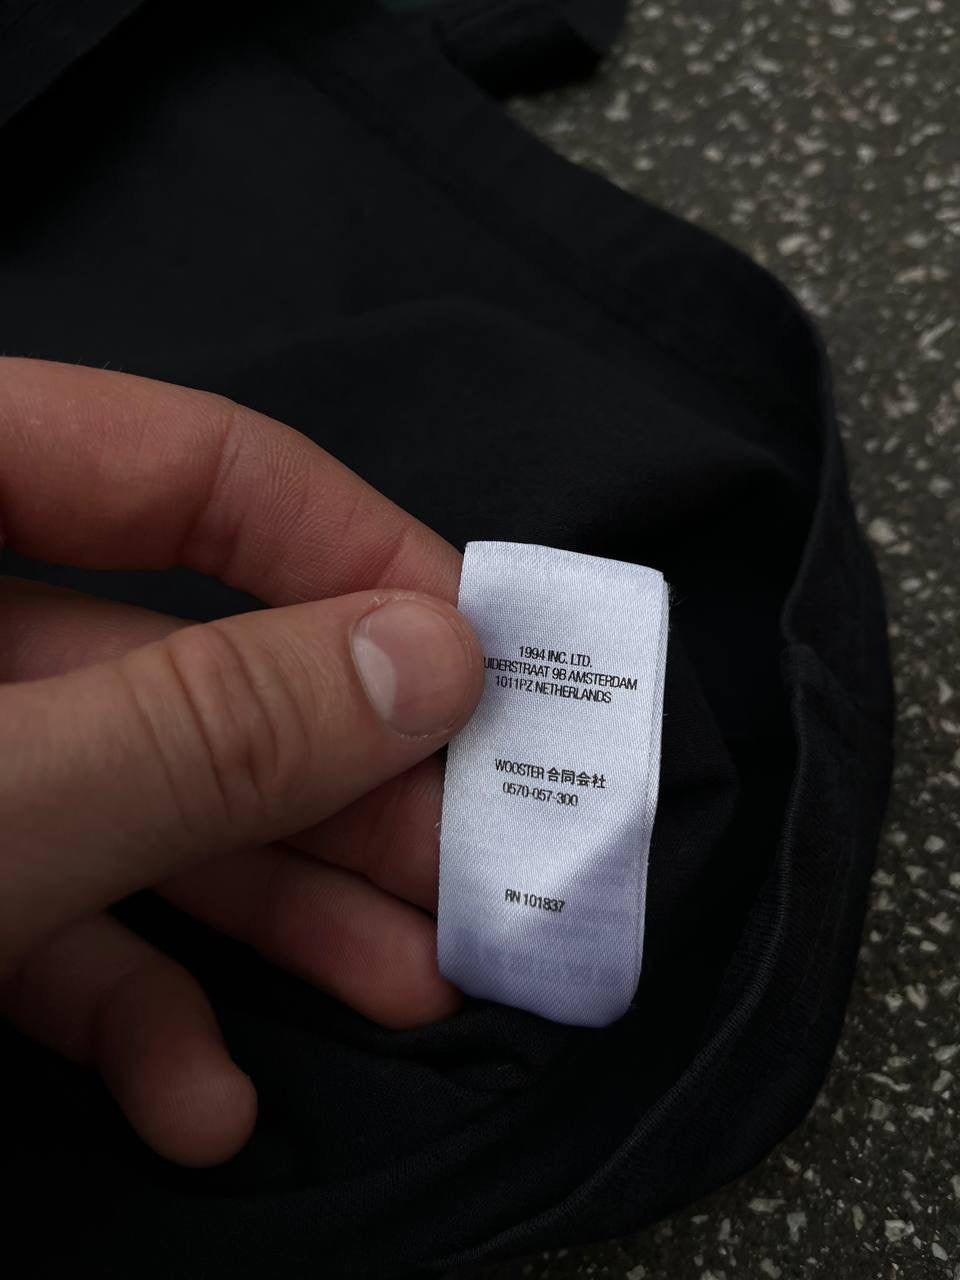 1994 INC. LTD.
UIDERSTRAAT 9B AMSTERDAM
1011PZ NETHERLANDS
WOOSTER 合同会社
0570-057-300
RN 101837